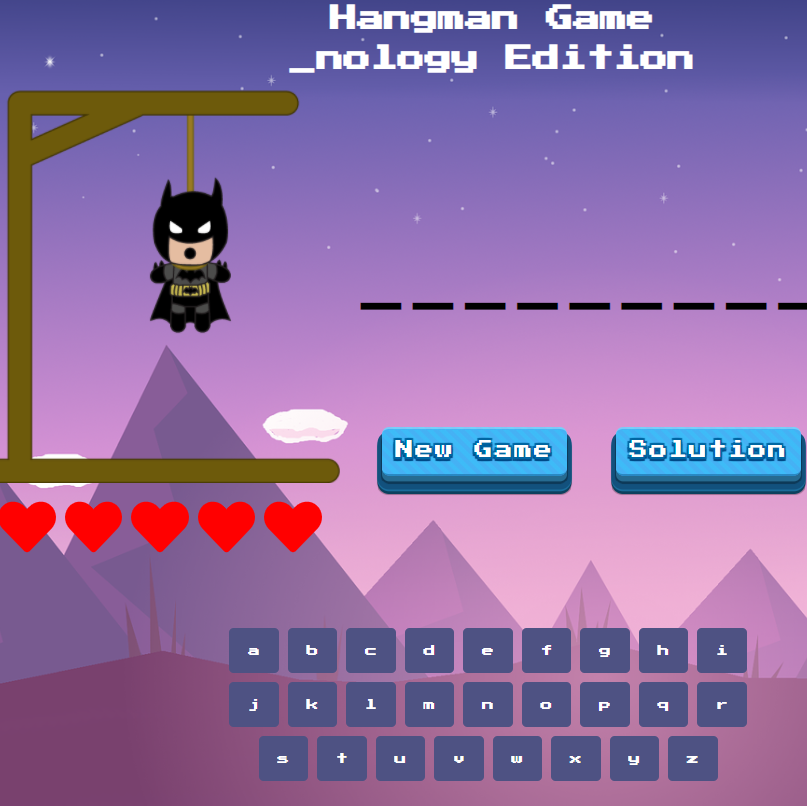 Hangman Game
_nology Edition
New Game
Solution
a b c d e f g h i
j k l m n o p q r
s t u v w x y z